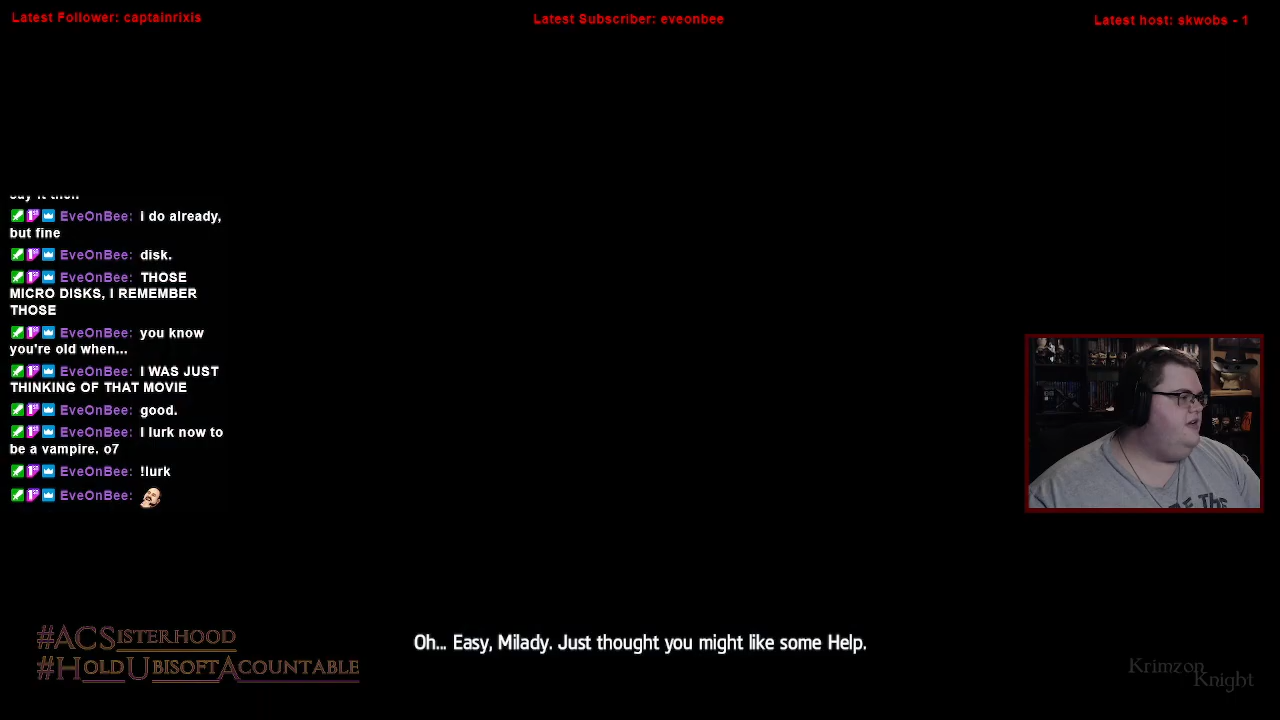 Latest Follower: captainrixis
Latest Subscriber: eveonbee
Latest host: skwobs - 1
say it then
EveOnBee: i do already,
but fine
EveOnBee: disk.
EveOnBee: THOSE
MICRO DISKS, I REMEMBER
THOSE
EveOnBee: you know
you're old when...
EveOnBee: I WAS JUST
THINKING OF THAT MOVIE
EveOnBee: good.
EveOnBee: I lurk now to
be a vampire. o7
EveOnBee: !lurk
EveOnBee:
#ACSISTERHOOD
#HOLDUBISOFTACOUNTABLE
Oh... Easy, Milady. Just thought you might like some Help.
Krimzon
Knight